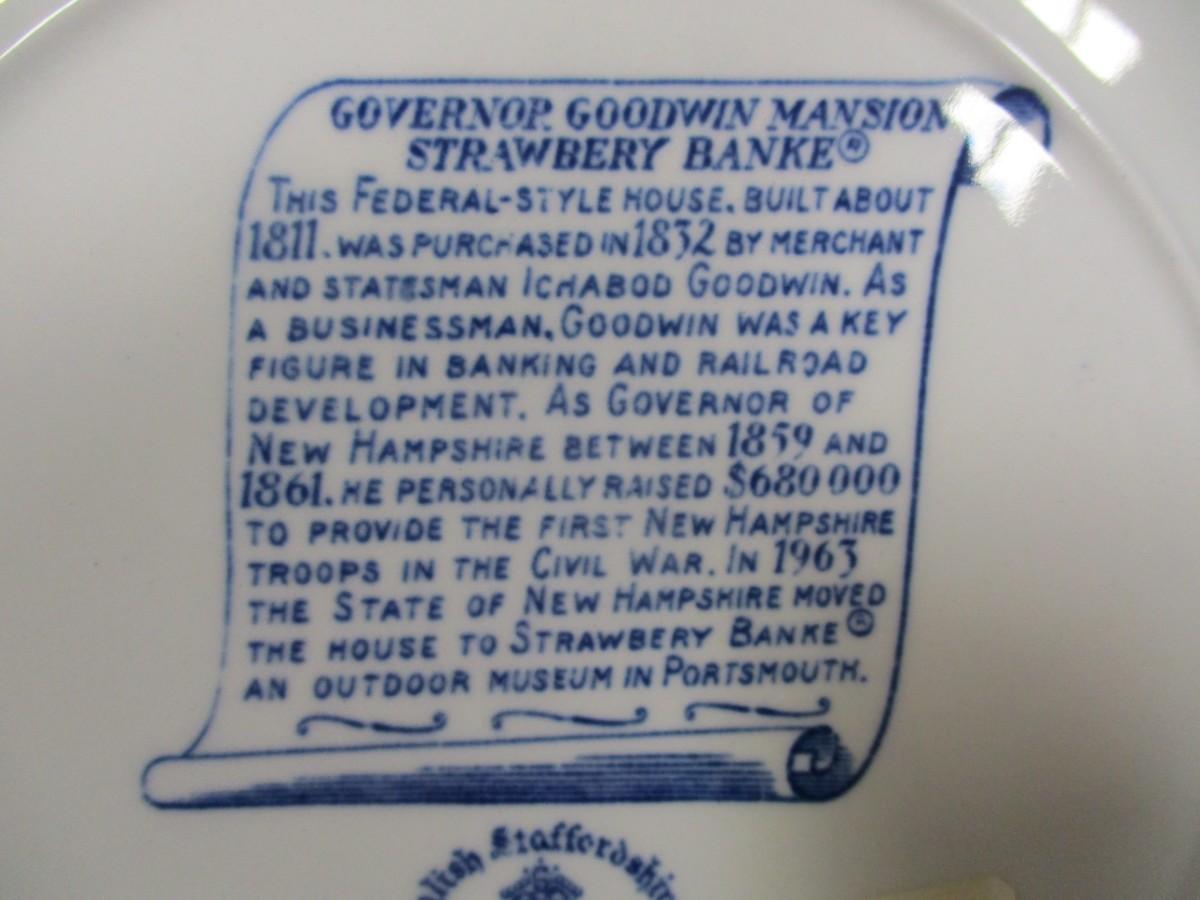 GOVERNOR GOODWIN MANSION
STRAWBERY BANKE®
THIS FEDERAL-STYLE HOUSE, BUILT ABOUT
1811, WAS PURCHASED IN 1832 BY MERCHANT
AND STATESMAN ICHABOD GOODWIN. AS
A BUSINESSMAN, GOODWIN WAS A KEY
FIGURE IN BANKING AND RAILROAD
DEVELOPMENT. AS GOVERNOR OF
NEW HAMPSHIRE BETWEEN 1859 AND
1861, HE PERSONALLY RAISED $680 000
TO PROVIDE THE FIRST NEW HAMPSHIRE
TROOPS IN THE CIVIL WAR. IN 1963
THE STATE OF NEW HAMPSHIRE MOVED
THE HOUSE TO STRAWBERY BANKE®
AN OUTDOOR MUSEUM IN PORTSMOUTH.
Staffordshire